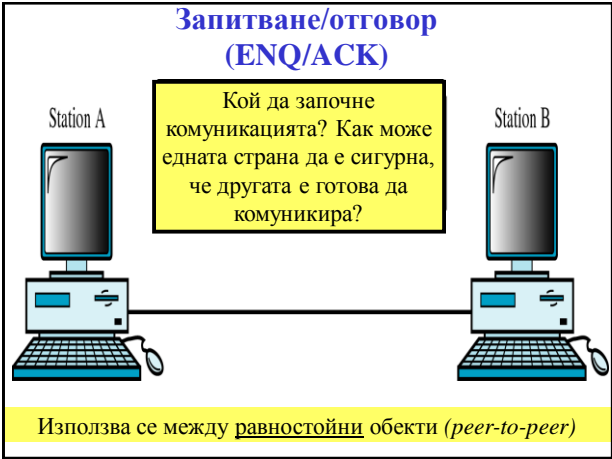 Запитване/отговор
(ENQ/ACK)
Кой да започне
комуникацията? Как може
едната страна да е сигурна,
че другата е готова да
комуникира?
Station A
Station B
Използва се между равностойни обекти (peer-to-peer)